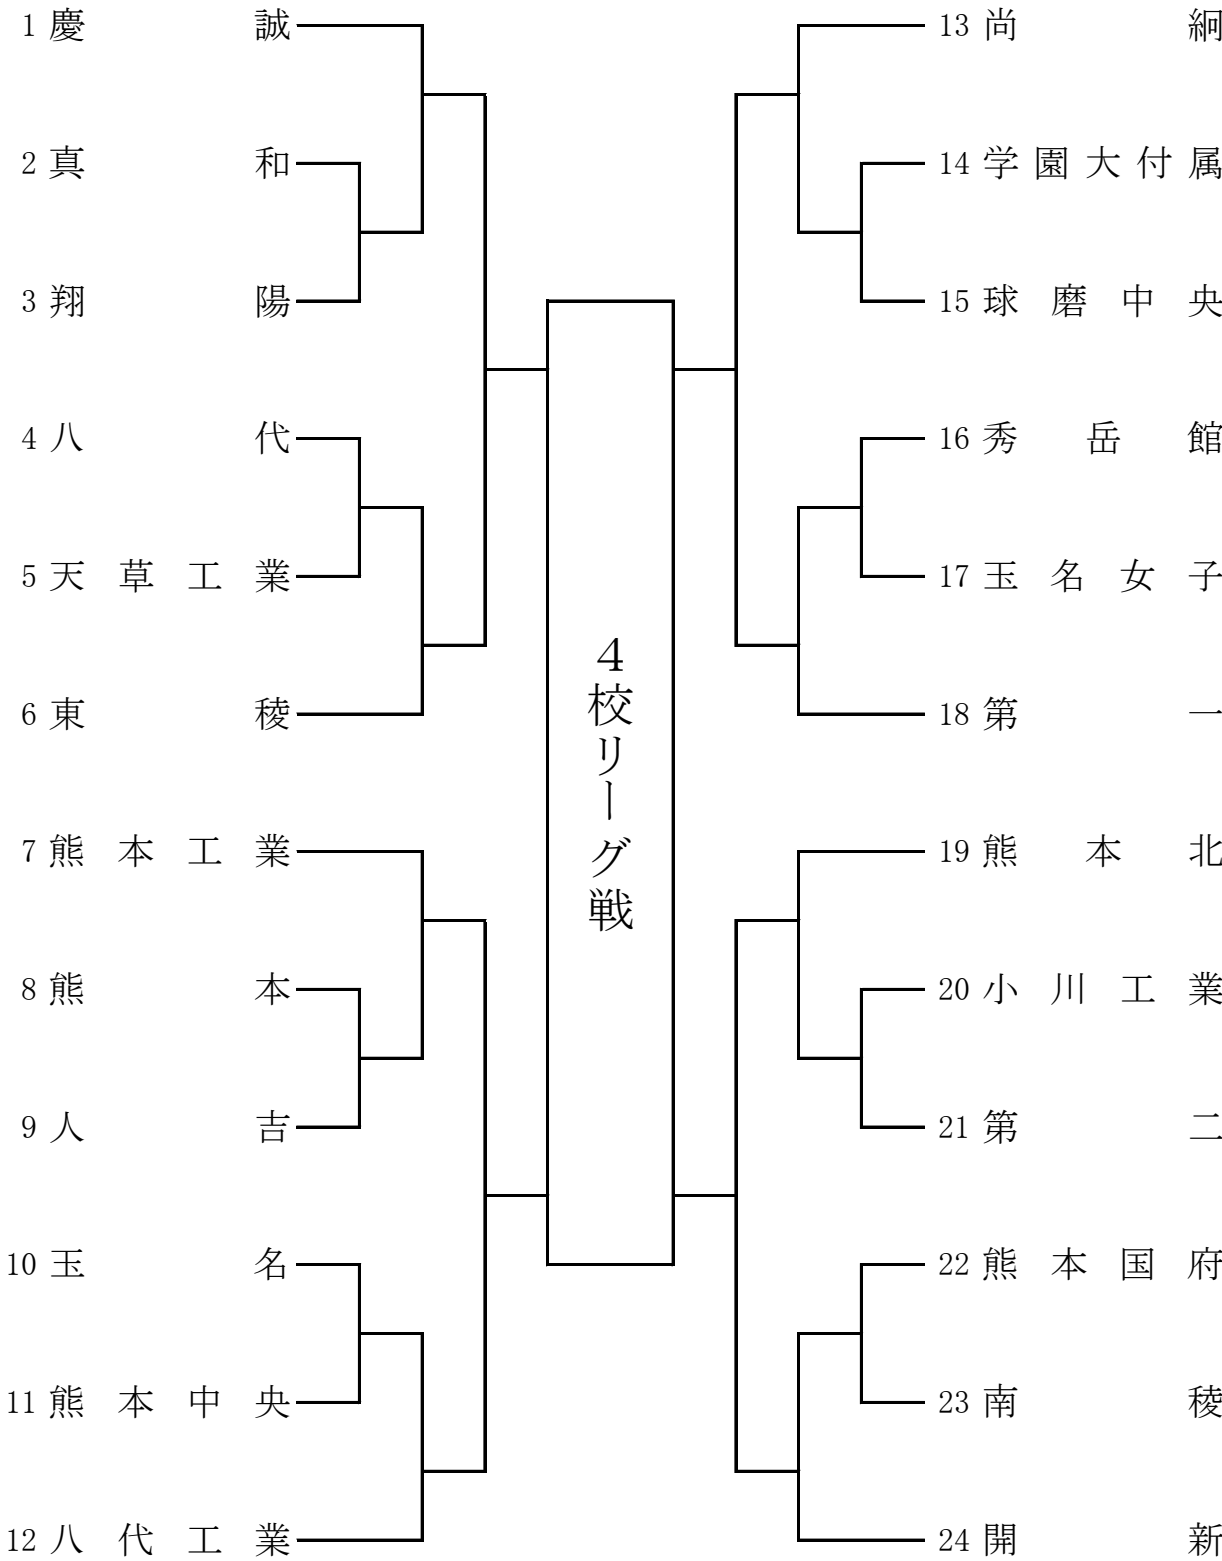 1 慶誠
2 真和
3 翔陽
4 八代
5 天草工業
6 東稜
7 熊本工業
8 熊本
9 人吉
10 玉名
11 熊本中央
12 八代工業
4校リーグ戦
13 尚絅
14 学園大付属
15 球磨中央
16 秀岳館
17 玉名女子
18 第一
19 熊本北
20 小川工業
21 第二
22 熊本国府
23 南稜
24 開新